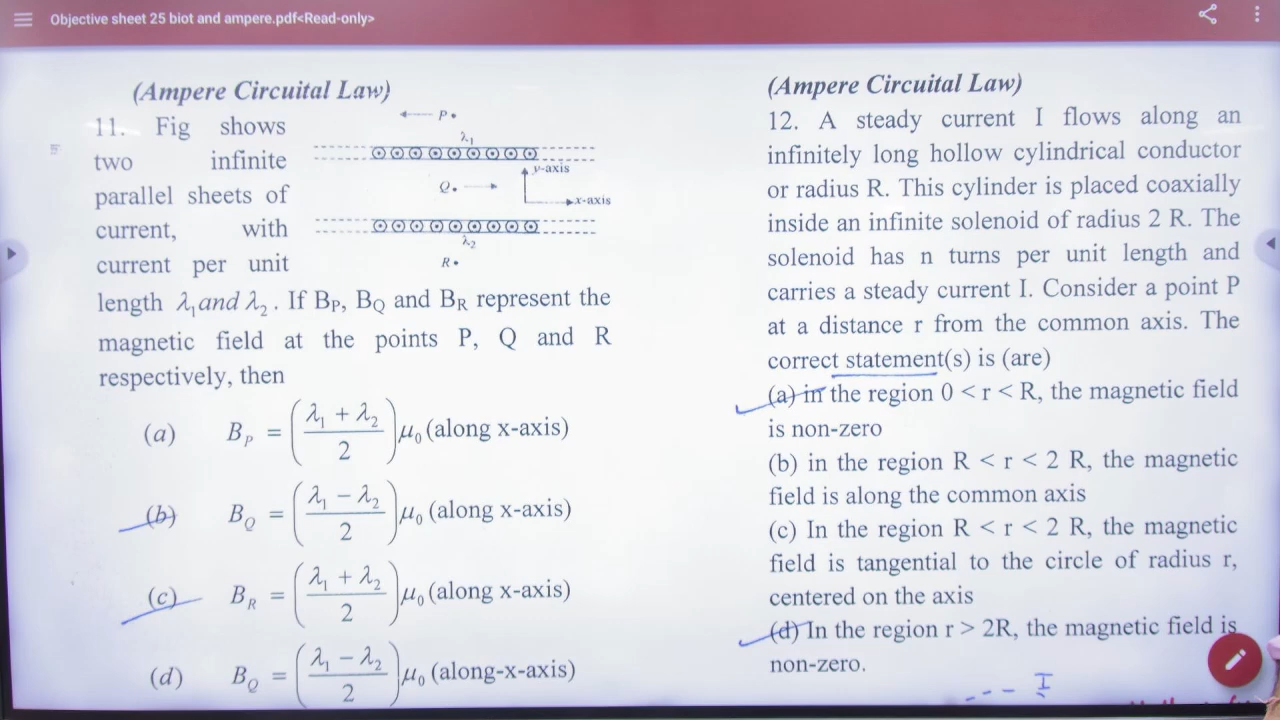 Objective sheet 25 biot and ampere.pdf<Read-only>
(Ampere Circuital Law)
11. Fig shows
two infinite
parallel sheets of
current, with
current per unit
length λ₁and λ₂. If Bₚ, B_Q and B_R represent the
magnetic field at the points P, Q and R
respectively, then
P
λ₁
y-axis
Q
x-axis
λ₂
R
(a) B_P = ((λ₁ + λ₂)/2) μ₀ (along x-axis)
(b) B_Q = ((λ₁ − λ₂)/2) μ₀ (along x-axis)
(c) B_R = ((λ₁ + λ₂)/2) μ₀ (along x-axis)
(d) B_Q = ((λ₁ − λ₂)/2) μ₀ (along-x-axis)
(Ampere Circuital Law)
12. A steady current I flows along an
infinitely long hollow cylindrical conductor
or radius R. This cylinder is placed coaxially
inside an infinite solenoid of radius 2 R. The
solenoid has n turns per unit length and
carries a steady current I. Consider a point P
at a distance r from the common axis. The
correct statement(s) is (are)
(a) in the region 0 < r < R, the magnetic field
is non-zero
(b) in the region R < r < 2 R, the magnetic
field is along the common axis
(c) In the region R < r < 2 R, the magnetic
field is tangential to the circle of radius r,
centered on the axis
(d) In the region r > 2R, the magnetic field is
non-zero.
I